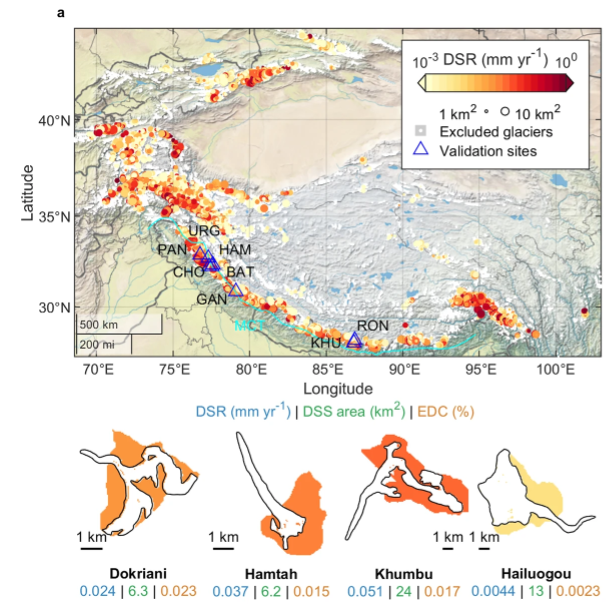 a
10⁻³ DSR (mm yr⁻¹) 10⁰
1 km² 10 km²
Excluded glaciers
Validation sites
40°N
35°N
30°N
Latitude
URG
PAN HAM
CHO BAT
GAN
MCT
RON
KHU
500 km
200 mi
70°E 75°E 80°E 85°E 90°E 95°E 100°E
Longitude
DSR (mm yr⁻¹) | DSS area (km²) | EDC (%)
1 km 1 km 1 km 1 km
Dokriani Hamtah Khumbu Hailuogou
0.024 | 6.3 | 0.023 0.037 | 6.2 | 0.015 0.051 | 24 | 0.017 0.0044 | 13 | 0.0023